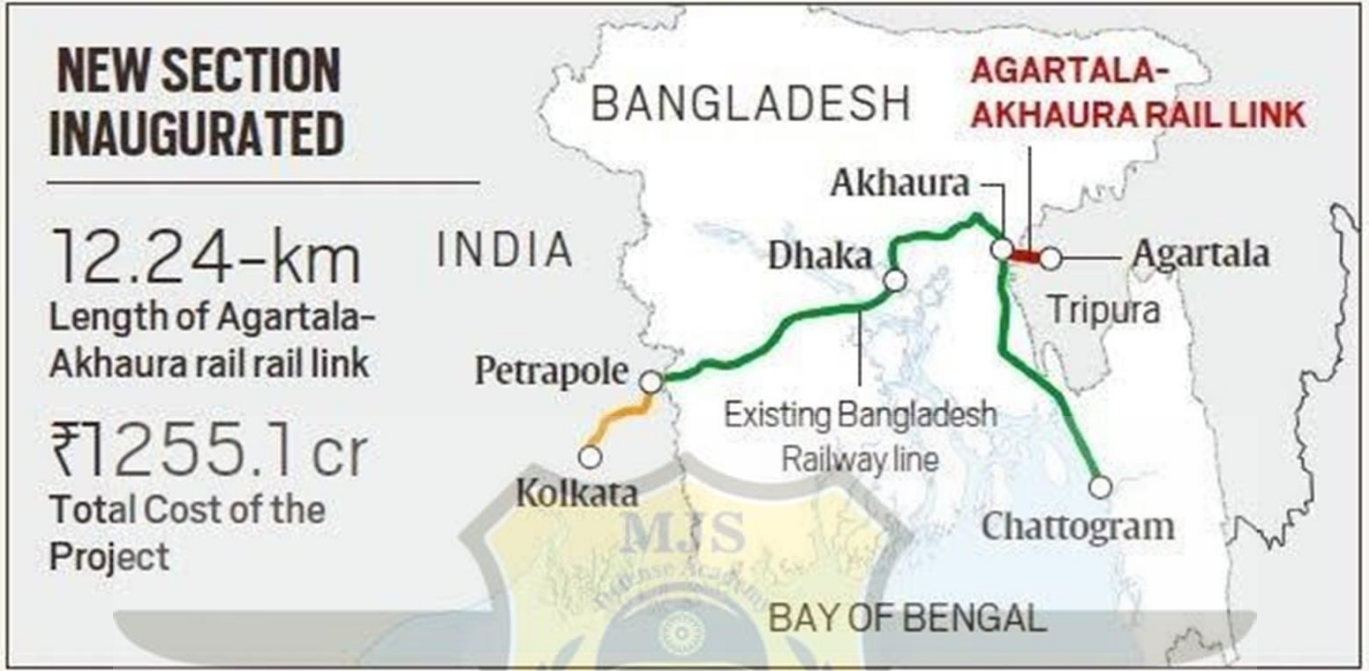 NEW SECTION
INAUGURATED
12.24-km
Length of Agartala-
Akhaura rail rail link
₹1255.1 cr
Total Cost of the
Project
BANGLADESH
AGARTALA-
AKHAURA RAIL LINK
Akhaura
INDIA
Dhaka
Agartala
Tripura
Petrapole
Existing Bangladesh
Railway line
Kolkata
Chattogram
MJS
Defense Academy
BAY OF BENGAL